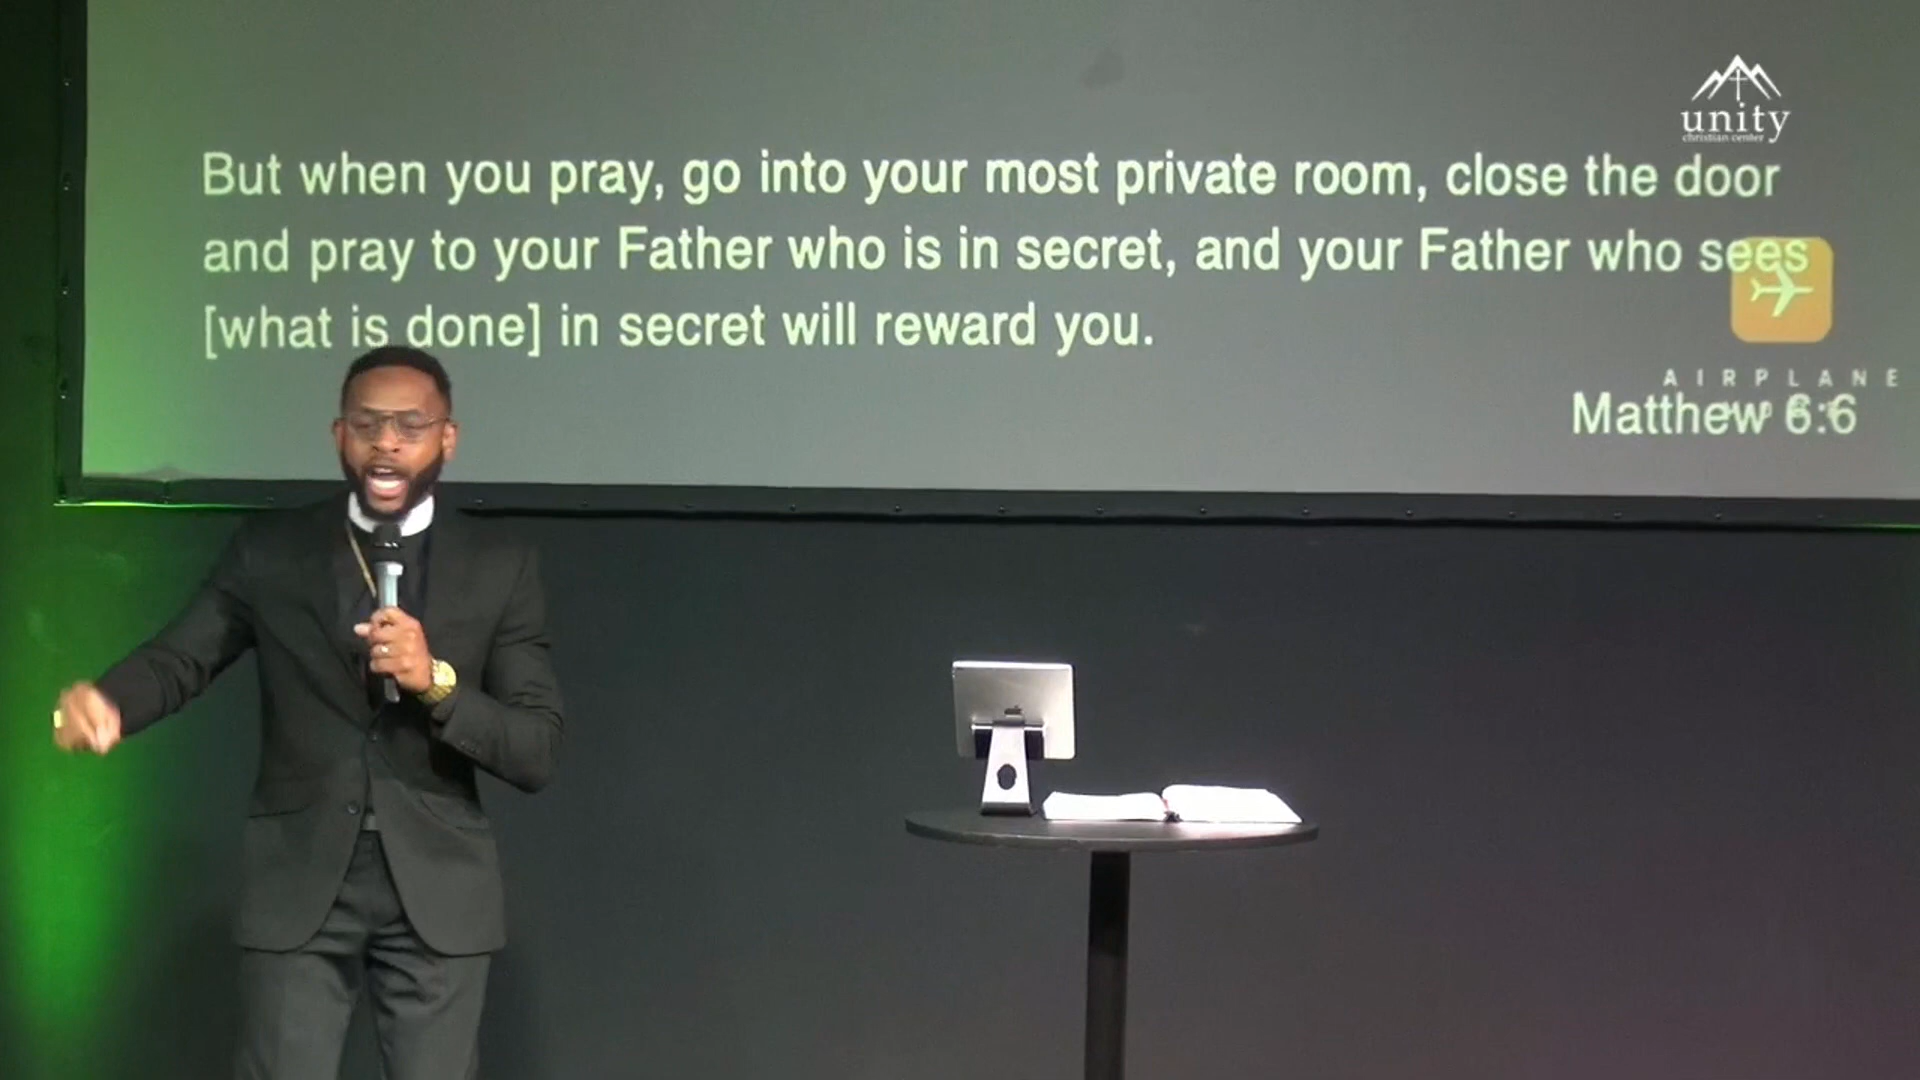 unity
christian center
But when you pray, go into your most private room, close the door
and pray to your Father who is in secret, and your Father who sees
[what is done] in secret will reward you.
AIRPLANE
Matthew 6:6